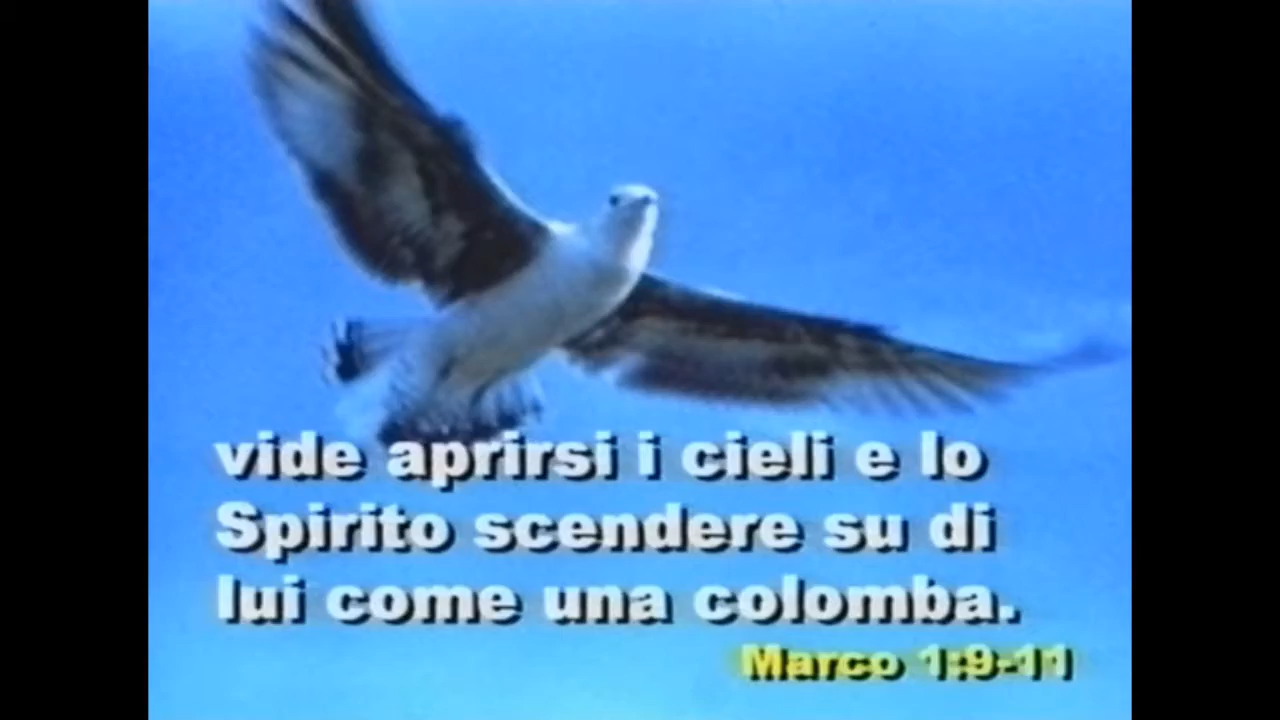 vide aprirsi i cieli e lo
Spirito scendere su di
lui come una colomba.
Marco 1:9-11